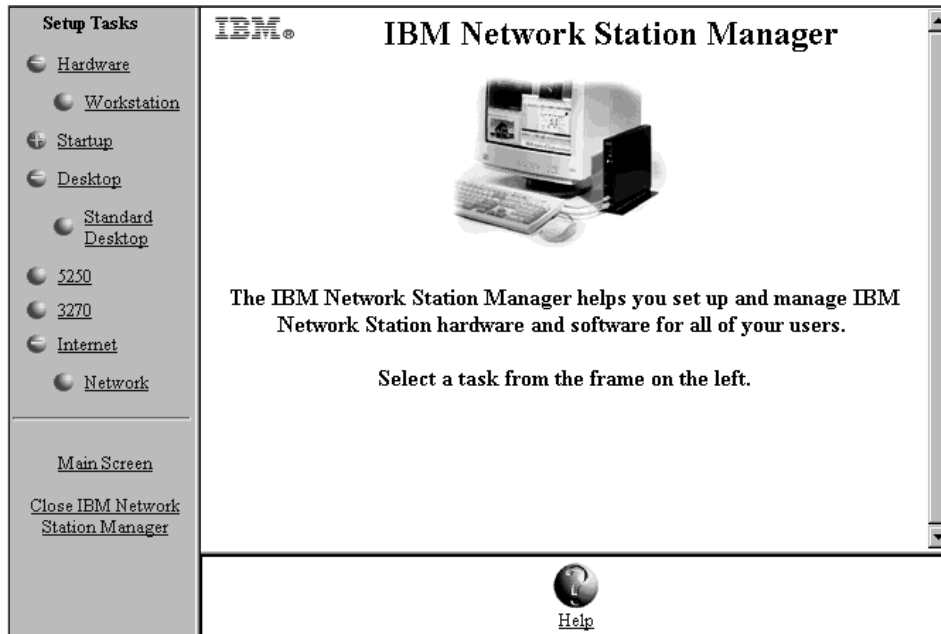 Setup Tasks
Hardware
Workstation
Startup
Desktop
Standard
Desktop
5250
3270
Internet
Network
Main Screen
Close IBM Network
Station Manager
IBM®
IBM Network Station Manager
The IBM Network Station Manager helps you set up and manage IBM
Network Station hardware and software for all of your users.
Select a task from the frame on the left.
Help